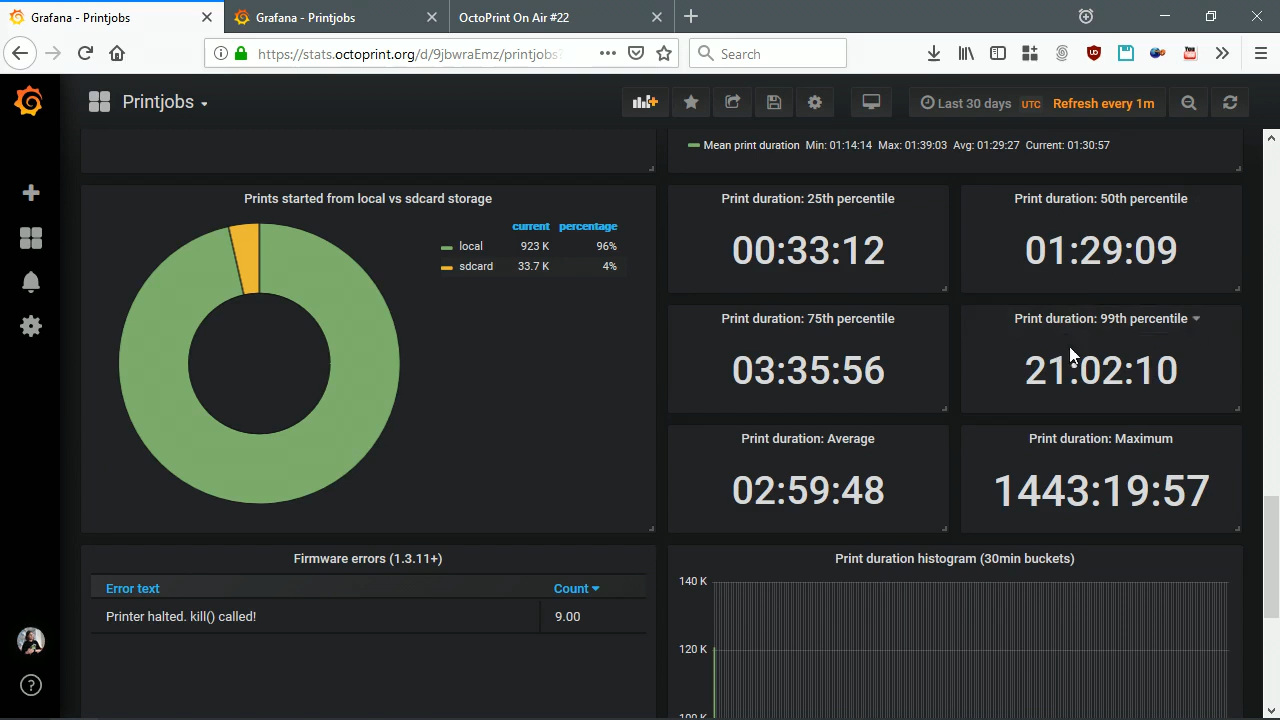 Grafana - Printjobs
Grafana - Printjobs
OctoPrint On Air #22
https://stats.octoprint.org/d/9jbwraEmz/printjobs?
Search
Printjobs
Last 30 days UTC Refresh every 1m
Mean print duration Min: 01:14:14 Max: 01:39:03 Avg: 01:29:27 Current: 01:30:57
Prints started from local vs sdcard storage
current percentage
local 923 K 96%
sdcard 33.7 K 4%
Print duration: 25th percentile
00:33:12
Print duration: 50th percentile
01:29:09
Print duration: 75th percentile
03:35:56
Print duration: 99th percentile
21:02:10
Print duration: Average
02:59:48
Print duration: Maximum
1443:19:57
Firmware errors (1.3.11+)
Error text Count
Printer halted. kill() called! 9.00
Print duration histogram (30min buckets)
140 K
120 K
100 K